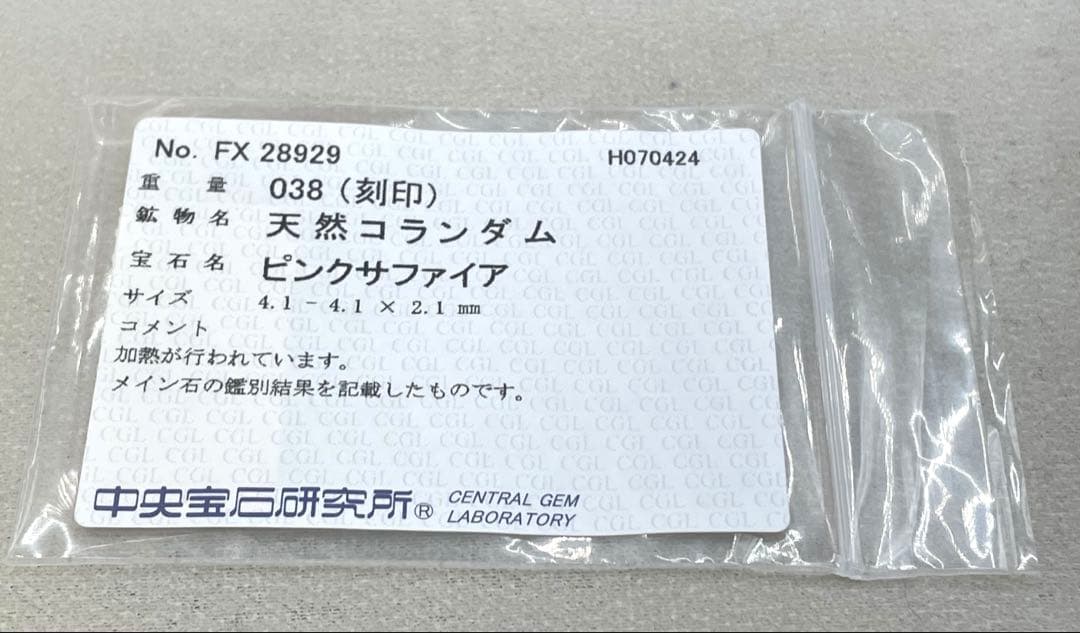 No. FX 28929
H070424
重量 038（刻印）
鉱物名 天然コランダム
宝石名 ピンクサファイア
サイズ 4.1 - 4.1 × 2.1 mm
コメント
加熱が行われています。
メイン石の鑑別結果を記載したものです。
中央宝石研究所® CENTRAL GEM
LABORATORY